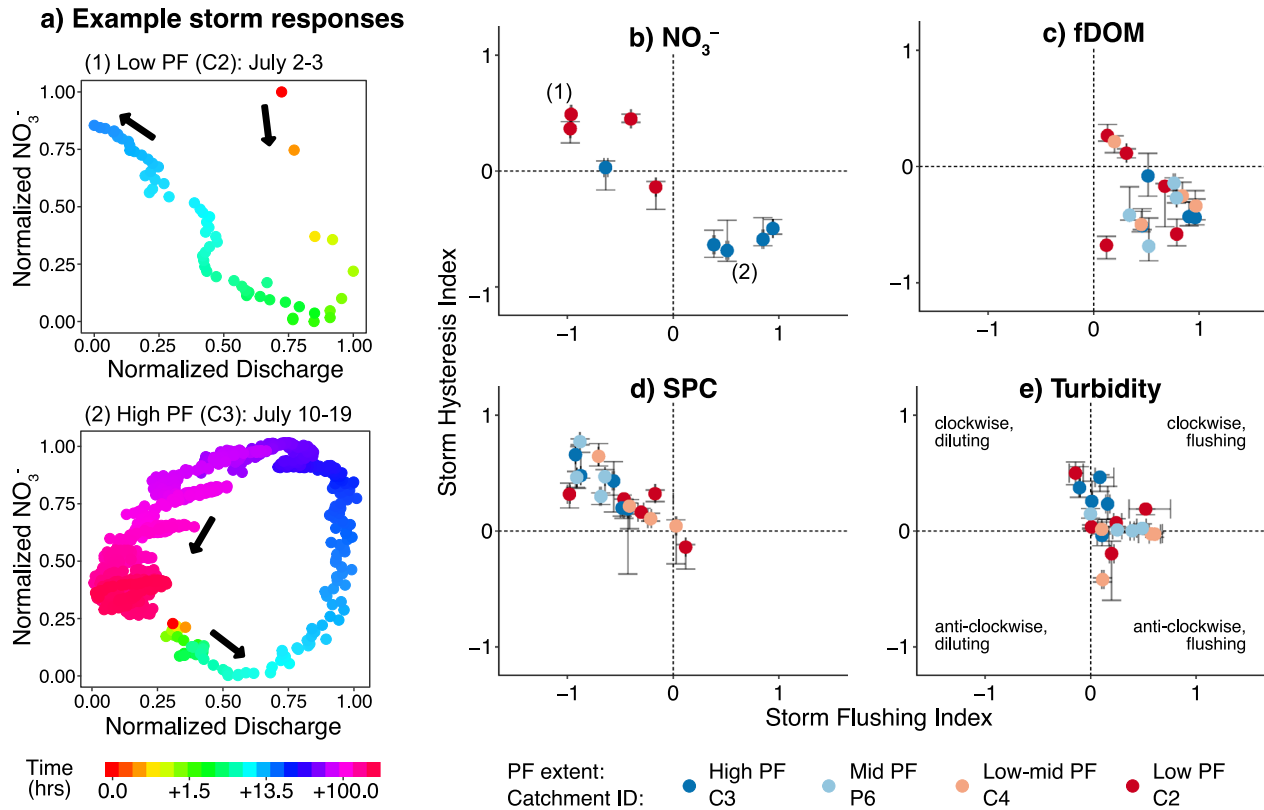 a) Example storm responses
(1) Low PF (C2): July 2-3
1.00
0.75
0.50
0.25
0.00
Normalized NO₃⁻
0.00 0.25 0.50 0.75 1.00
Normalized Discharge
(2) High PF (C3): July 10-19
1.00
0.75
0.50
0.25
0.00
Normalized NO₃⁻
0.00 0.25 0.50 0.75 1.00
Normalized Discharge
Time
(hrs)
0.0 +1.5 +13.5 +100.0
Storm Hysteresis Index
b) NO₃⁻
1
0
−1
(1)
(2)
−1 0 1
c) fDOM
1
0
−1
−1 0 1
d) SPC
1
0
−1
−1 0 1
e) Turbidity
1
0
−1
clockwise,
diluting
clockwise,
flushing
anti-clockwise,
diluting
anti-clockwise,
flushing
−1 0 1
Storm Flushing Index
PF extent: High PF Mid PF Low-mid PF Low PF
Catchment ID: C3 P6 C4 C2